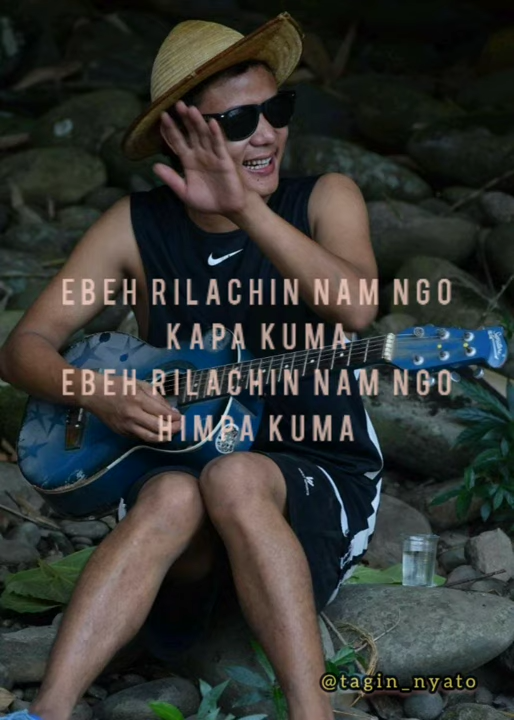 EBEH RILACHIN NAM NGO
KAPA KUMA
EBEH RILACHIN NAM NGO
HIMPA KUMA
@tagin_nyato